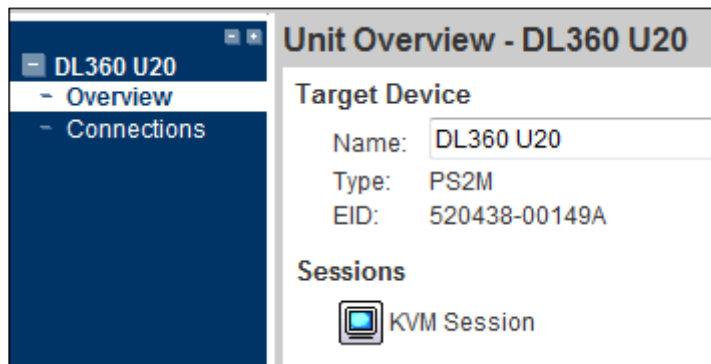 DL360 U20
Overview
Connections
Unit Overview - DL360 U20
Target Device
Name: DL360 U20
Type: PS2M
EID: 520438-00149A
Sessions
KVM Session